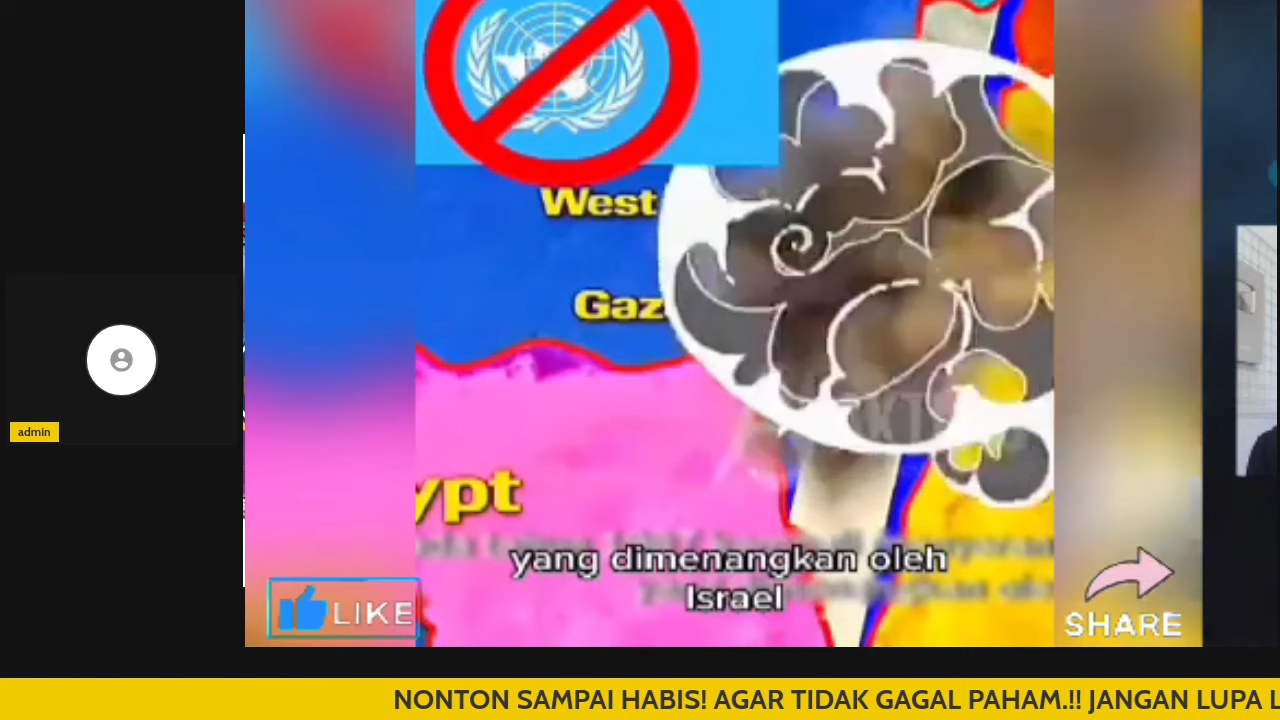 West
Gaz
ypt
yang dimenangkan oleh
Israel
LIKE
SHARE
admin
NONTON SAMPAI HABIS! AGAR TIDAK GAGAL PAHAM.!! JANGAN LUPA L